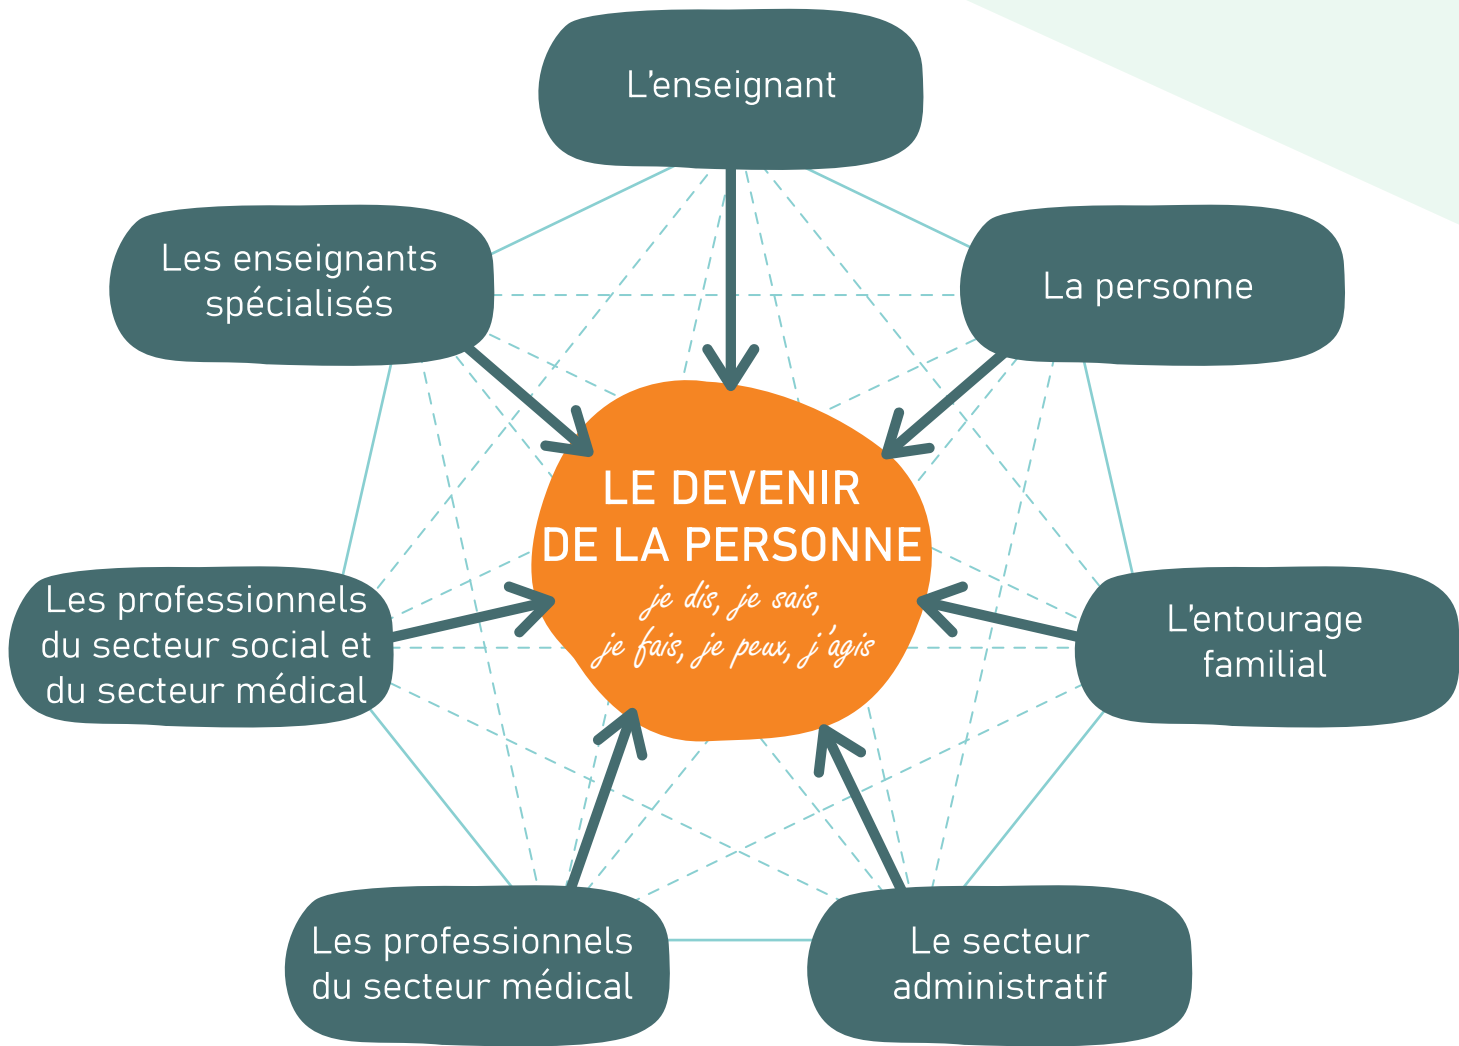 L'enseignant
Les enseignants
spécialisés
La personne
LE DEVENIR
DE LA PERSONNE
je dis, je sais,
je fais, je peux, j'agis
Les professionnels
du secteur social et
du secteur médical
L'entourage
familial
Les professionnels
du secteur médical
Le secteur
administratif